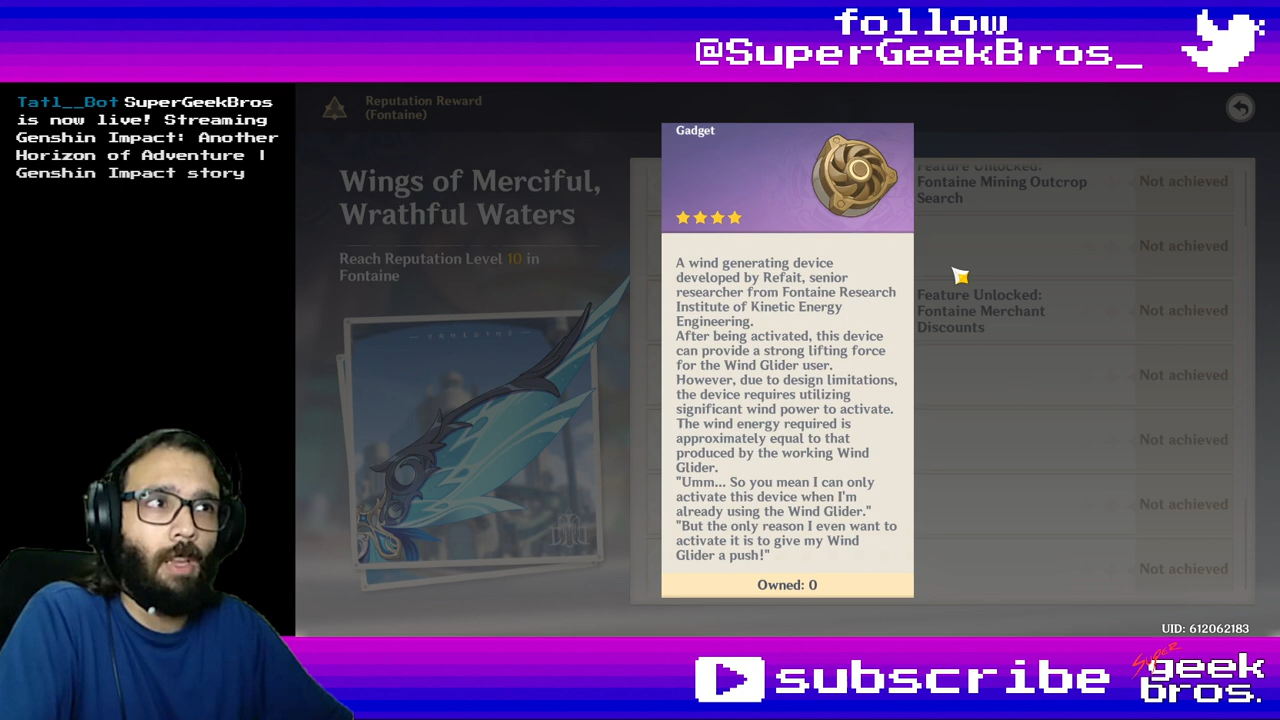 follow
@SuperGeekBros_
Tatl__Bot SuperGeekBros
is now live! Streaming
Genshin Impact: Another
Horizon of Adventure |
Genshin Impact story
Reputation Reward
(Fontaine)
Wings of Merciful,
Wrathful Waters
Reach Reputation Level 10 in
Fontaine
Gadget
A wind generating device
developed by Refait, senior
researcher from Fontaine Research
Institute of Kinetic Energy
Engineering.
After being activated, this device
can provide a strong lifting force
for the Wind Glider user.
However, due to design limitations,
the device requires utilizing
significant wind power to activate.
The wind energy required is
approximately equal to that
produced by the working Wind
Glider.
"Umm... So you mean I can only
activate this device when I'm
already using the Wind Glider."
"But the only reason I even want to
activate it is to give my Wind
Glider a push!"
Owned: 0
Feature Unlocked:
Fontaine Mining Outcrop
Search
Not achieved
Not achieved
Feature Unlocked:
Fontaine Merchant
Discounts
Not achieved
Not achieved
Not achieved
Not achieved
Not achieved
UID: 612062183
subscribe
super
geek
bros.